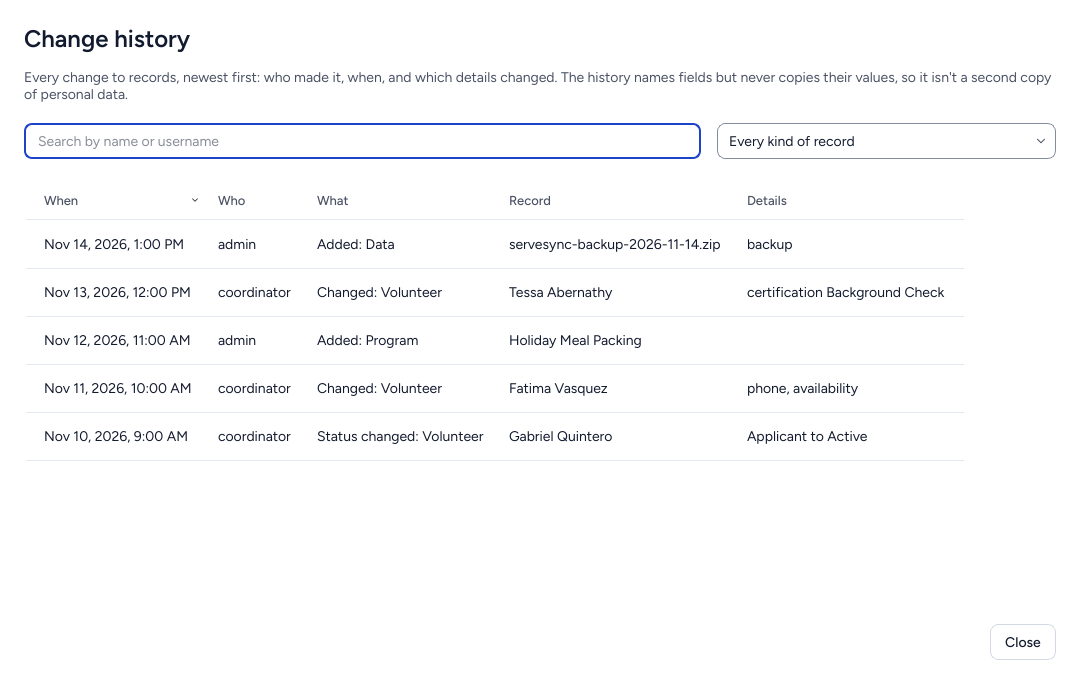 Change history
Every change to records, newest first: who made it, when, and which details changed. The history names fields but never copies their values, so it isn't a second copy
of personal data.
Search by name or username
Every kind of record
When Who What Record Details
Nov 14, 2026, 1:00 PM admin Added: Data servesync-backup-2026-11-14.zip backup
Nov 13, 2026, 12:00 PM coordinator Changed: Volunteer Tessa Abernathy certification Background Check
Nov 12, 2026, 11:00 AM admin Added: Program Holiday Meal Packing
Nov 11, 2026, 10:00 AM coordinator Changed: Volunteer Fatima Vasquez phone, availability
Nov 10, 2026, 9:00 AM coordinator Status changed: Volunteer Gabriel Quintero Applicant to Active
Close